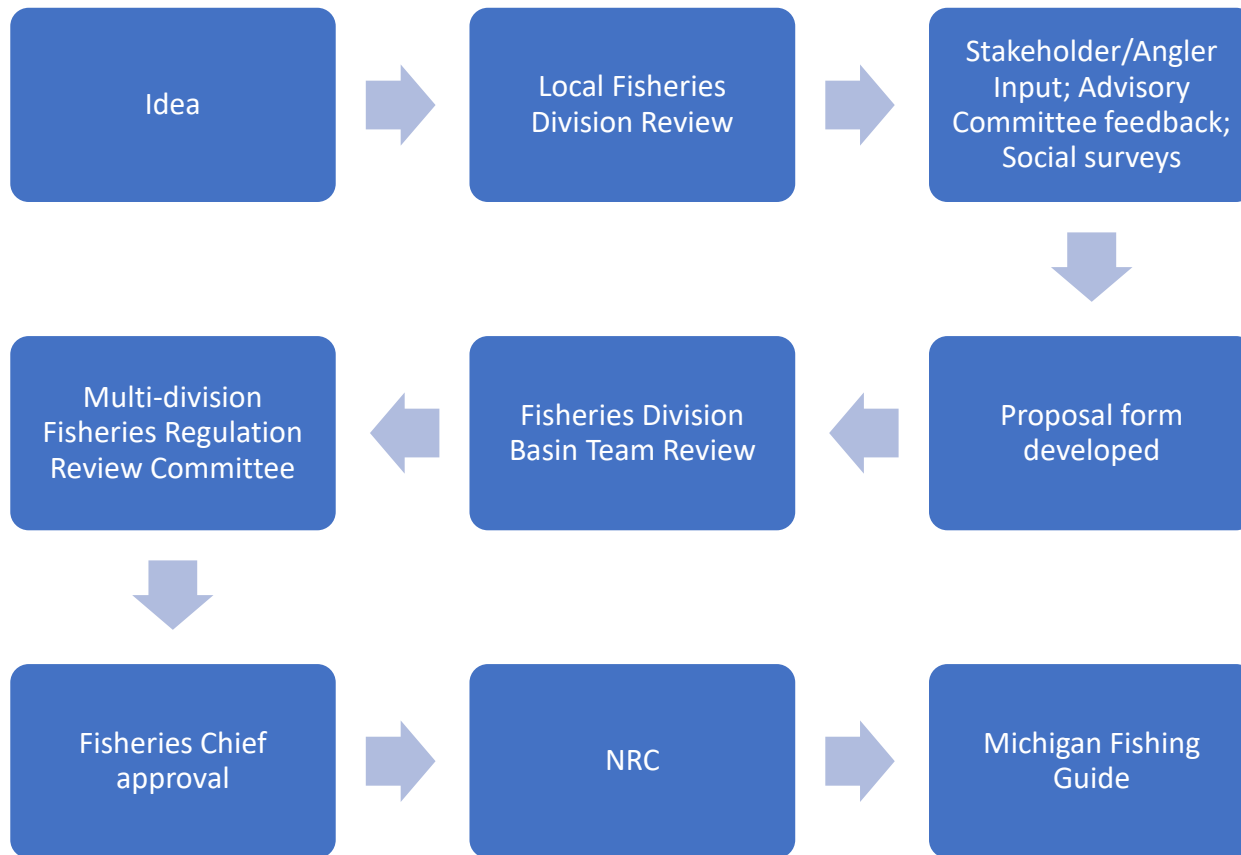 Idea
Local Fisheries
Division Review
Stakeholder/Angler
Input; Advisory
Committee feedback;
Social surveys
Proposal form
developed
Fisheries Division
Basin Team Review
Multi-division
Fisheries Regulation
Review Committee
Fisheries Chief
approval
NRC
Michigan Fishing
Guide